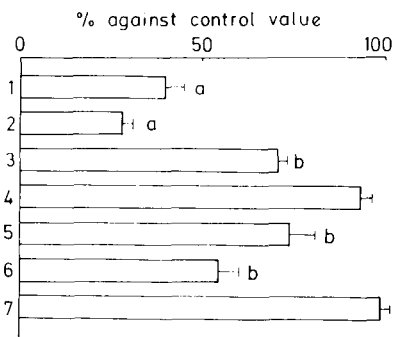 % against control value
0 50 100
1 a
2 a
3 b
4
5 b
6 b
7